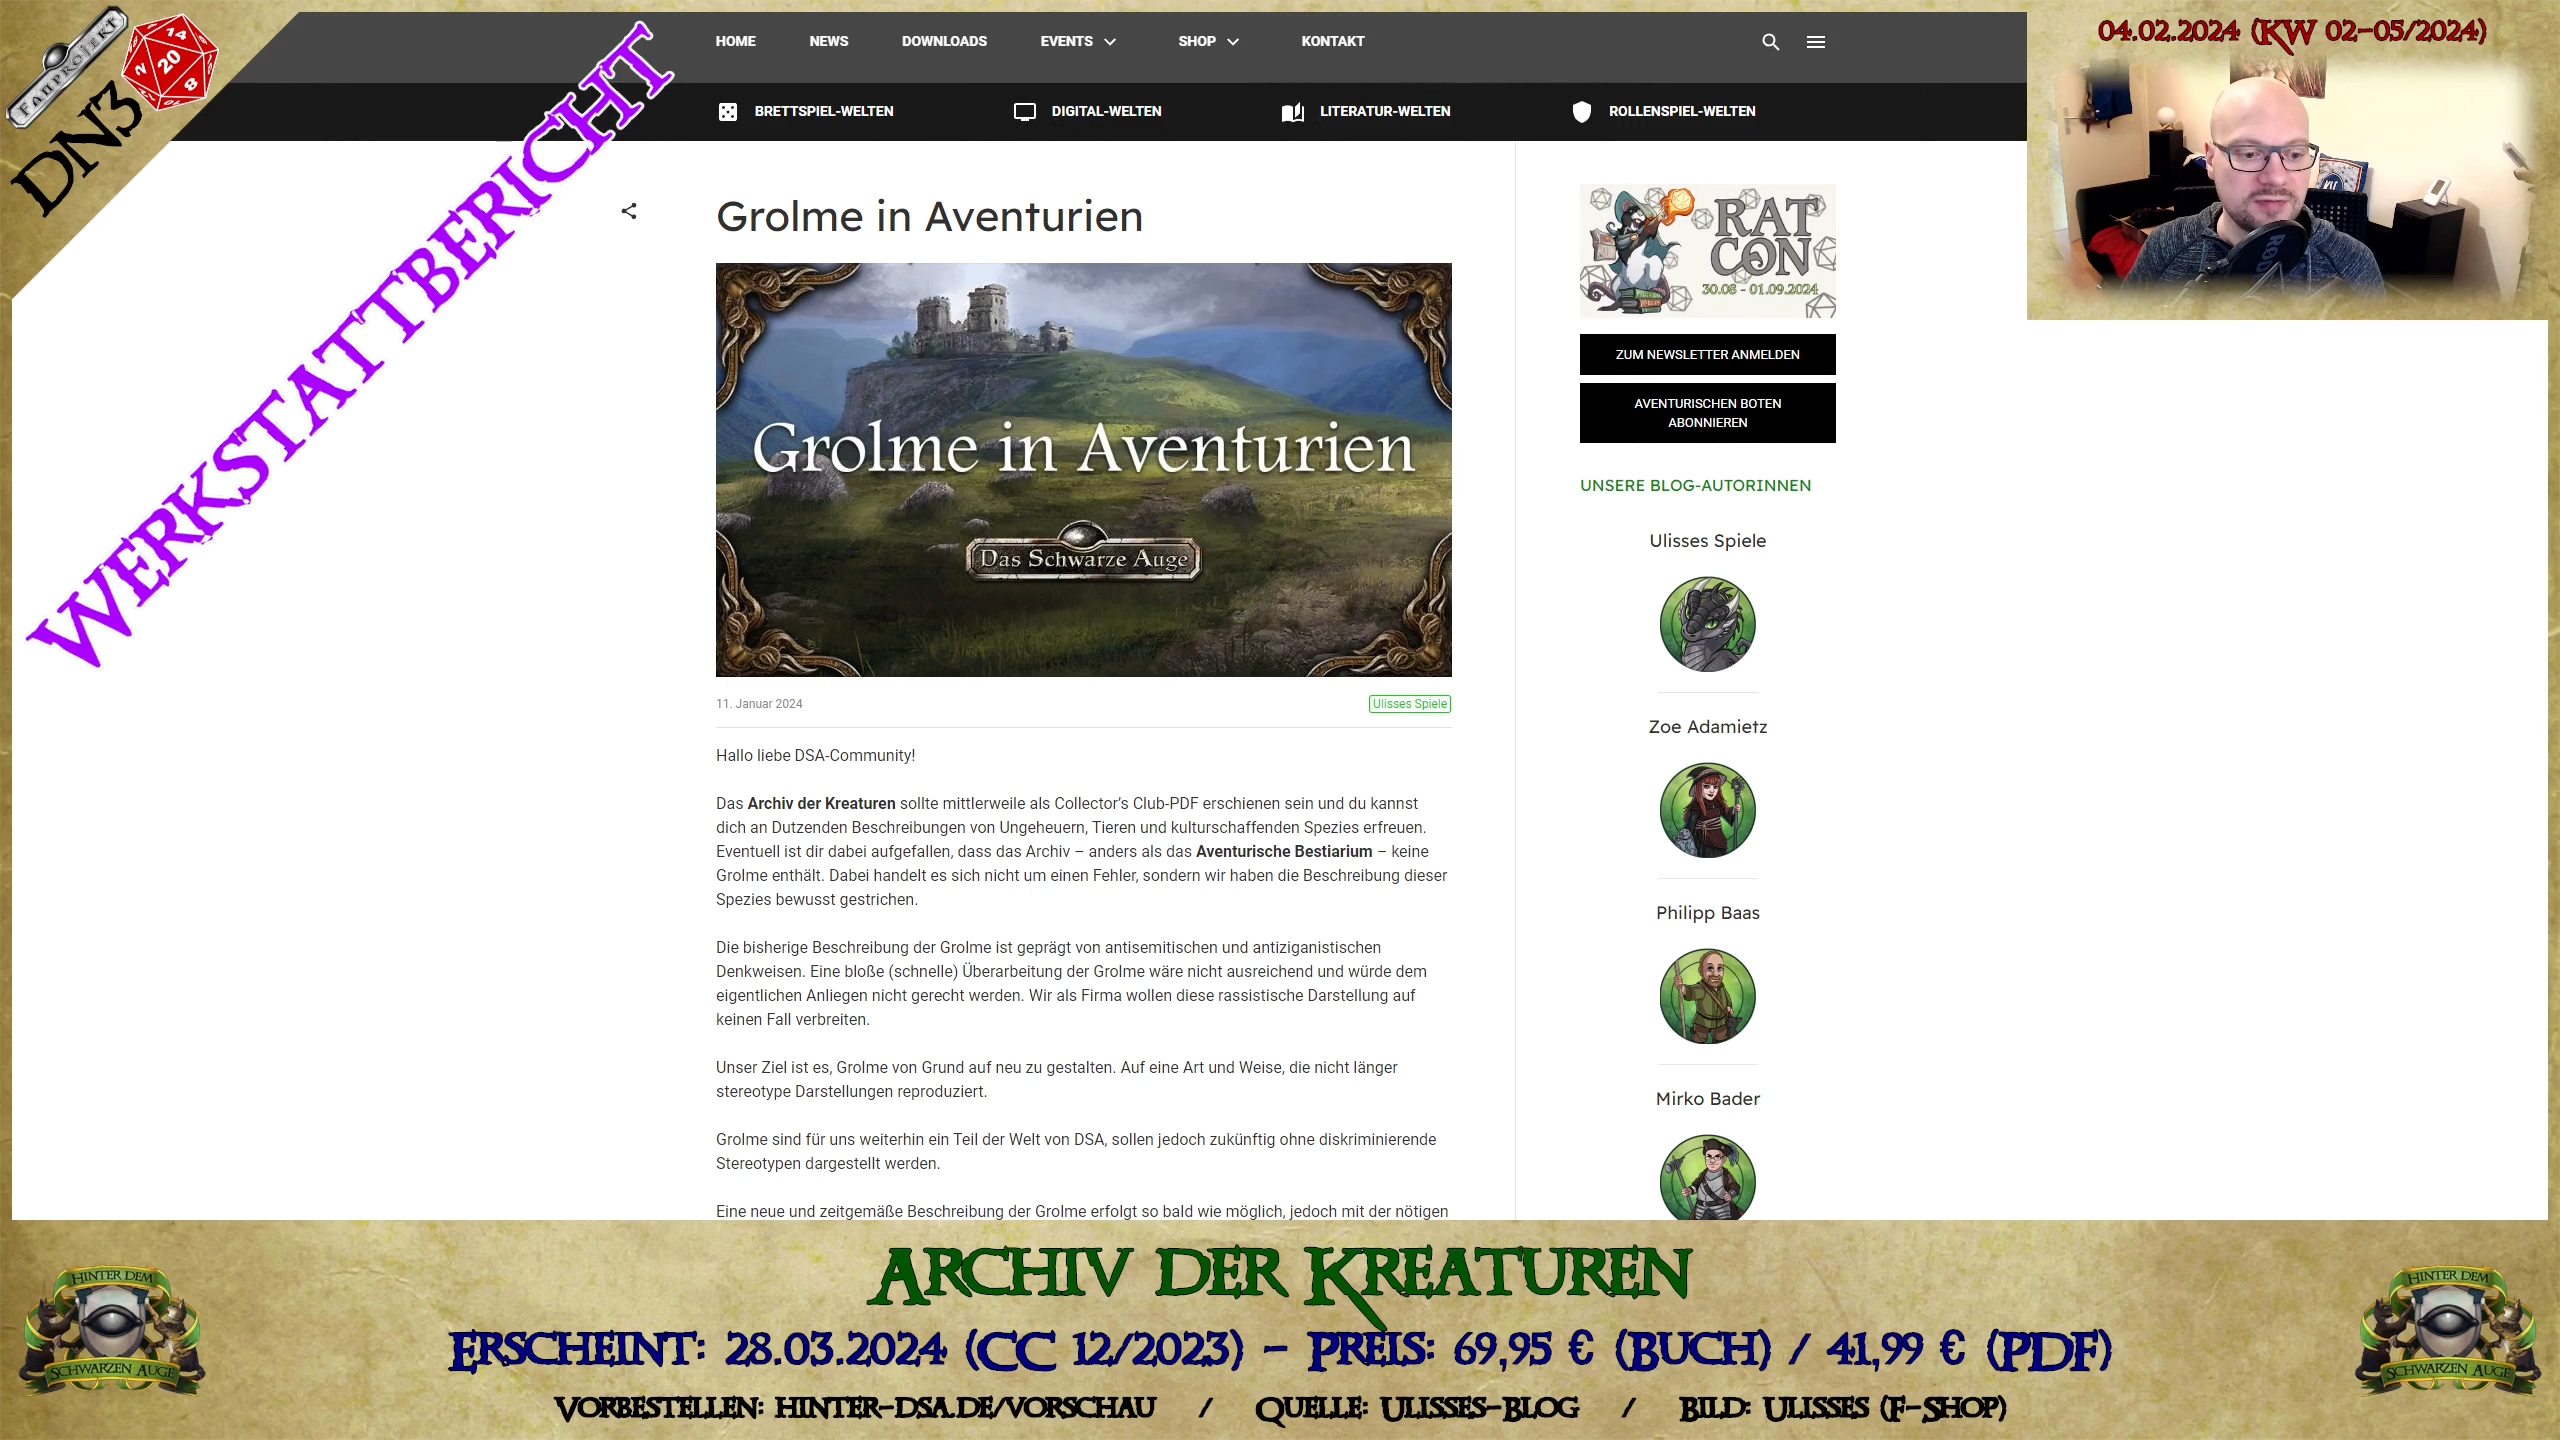 FANPROJEKT
14
20
2
8
DN3
WERKSTATTBERICHT
HOME NEWS DOWNLOADS EVENTS SHOP KONTAKT
BRETTSPIEL-WELTEN DIGITAL-WELTEN LITERATUR-WELTEN ROLLENSPIEL-WELTEN
04.02.2024 (KW 02-05/2024)
Grolme in Aventurien
Grolme in Aventurien
Das Schwarze Auge
11. Januar 2024 Ulisses Spiele
Hallo liebe DSA-Community!
Das Archiv der Kreaturen sollte mittlerweile als Collector’s Club-PDF erschienen sein und du kannst
dich an Dutzenden Beschreibungen von Ungeheuern, Tieren und kulturschaffenden Spezies erfreuen.
Eventuell ist dir dabei aufgefallen, dass das Archiv – anders als das Aventurische Bestiarium – keine
Grolme enthält. Dabei handelt es sich nicht um einen Fehler, sondern wir haben die Beschreibung dieser
Spezies bewusst gestrichen.
Die bisherige Beschreibung der Grolme ist geprägt von antisemitischen und antiziganistischen
Denkweisen. Eine bloße (schnelle) Überarbeitung der Grolme wäre nicht ausreichend und würde dem
eigentlichen Anliegen nicht gerecht werden. Wir als Firma wollen diese rassistische Darstellung auf
keinen Fall verbreiten.
Unser Ziel ist es, Grolme von Grund auf neu zu gestalten. Auf eine Art und Weise, die nicht länger
stereotype Darstellungen reproduziert.
Grolme sind für uns weiterhin ein Teil der Welt von DSA, sollen jedoch zukünftig ohne diskriminierende
Stereotypen dargestellt werden.
Eine neue und zeitgemäße Beschreibung der Grolme erfolgt so bald wie möglich, jedoch mit der nötigen
RAT
CON
30.08 - 01.09.2024
ZUM NEWSLETTER ANMELDEN
AVENTURISCHEN BOTEN
ABONNIEREN
UNSERE BLOG-AUTORINNEN
Ulisses Spiele
Zoe Adamietz
Philipp Baas
Mirko Bader
ARCHIV DER KREATUREN
ERSCHEINT: 28.03.2024 (CC 12/2023) – PREIS: 69,95 € (BUCH) / 41,99 € (PDF)
VORBESTELLEN: HINTER-DSA.DE/VORSCHAU / QUELLE: ULISSES-BLOG / BILD: ULISSES (F-SHOP)
HINTER DEM
SCHWARZEN AUGE
HINTER DEM
SCHWARZEN AUGE